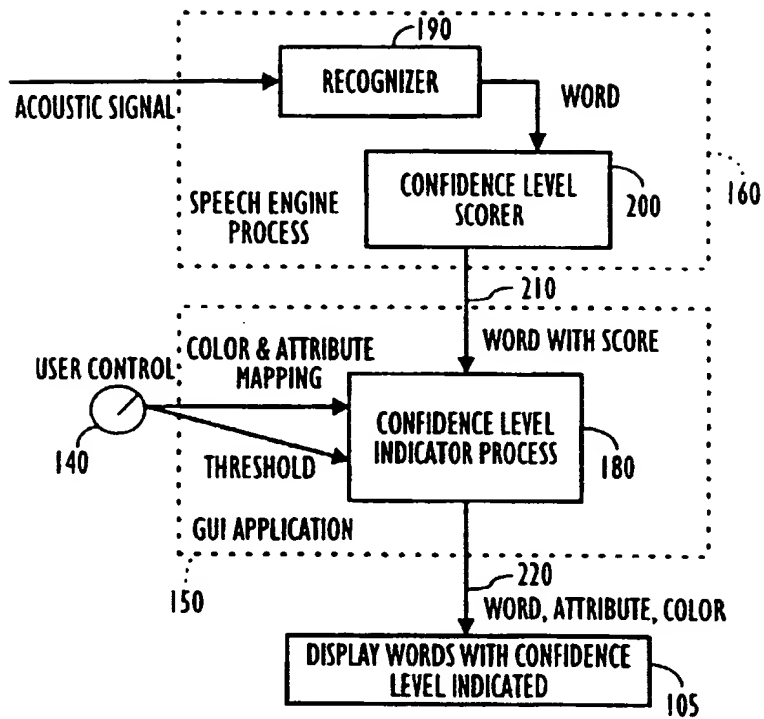 190
RECOGNIZER
ACOUSTIC SIGNAL
WORD
CONFIDENCE LEVEL
SCORER
200
160
SPEECH ENGINE
PROCESS
210
WORD WITH SCORE
COLOR & ATTRIBUTE
MAPPING
USER CONTROL
140
CONFIDENCE LEVEL
INDICATOR PROCESS
180
THRESHOLD
GUI APPLICATION
150
220
WORD, ATTRIBUTE, COLOR
DISPLAY WORDS WITH CONFIDENCE
LEVEL INDICATED
105